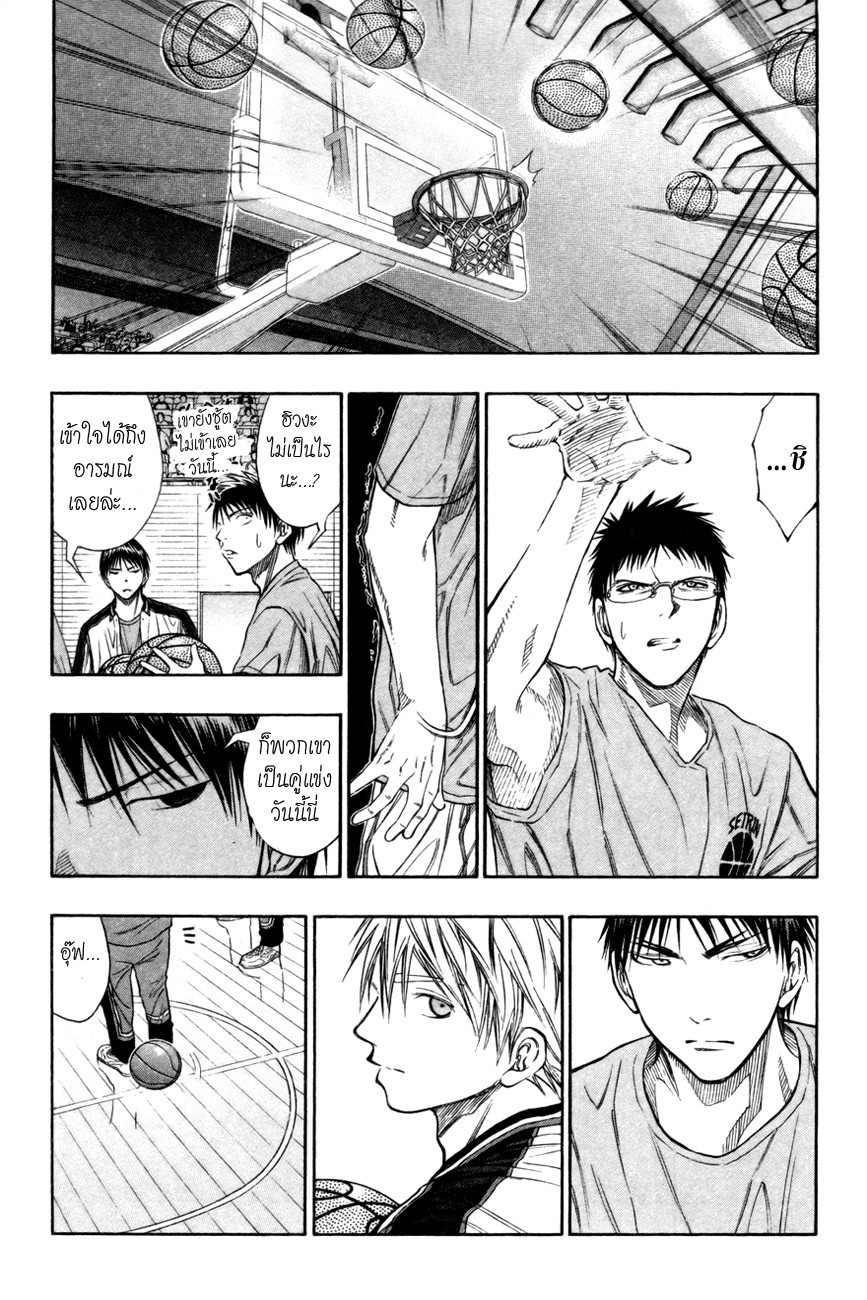 ...ชิ
ฮิวงะ
ไม่เป็นไร
นะ...?
เขายังชู้ต
ไม่เข้าเลย
วันนี้...
เข้าใจได้ถึง
อารมณ์
เลยล่ะ...
SEIRIN
ก็พวกเขา
เป็นคู่แข่ง
วันนี้นี่
อุ๊ฟ...